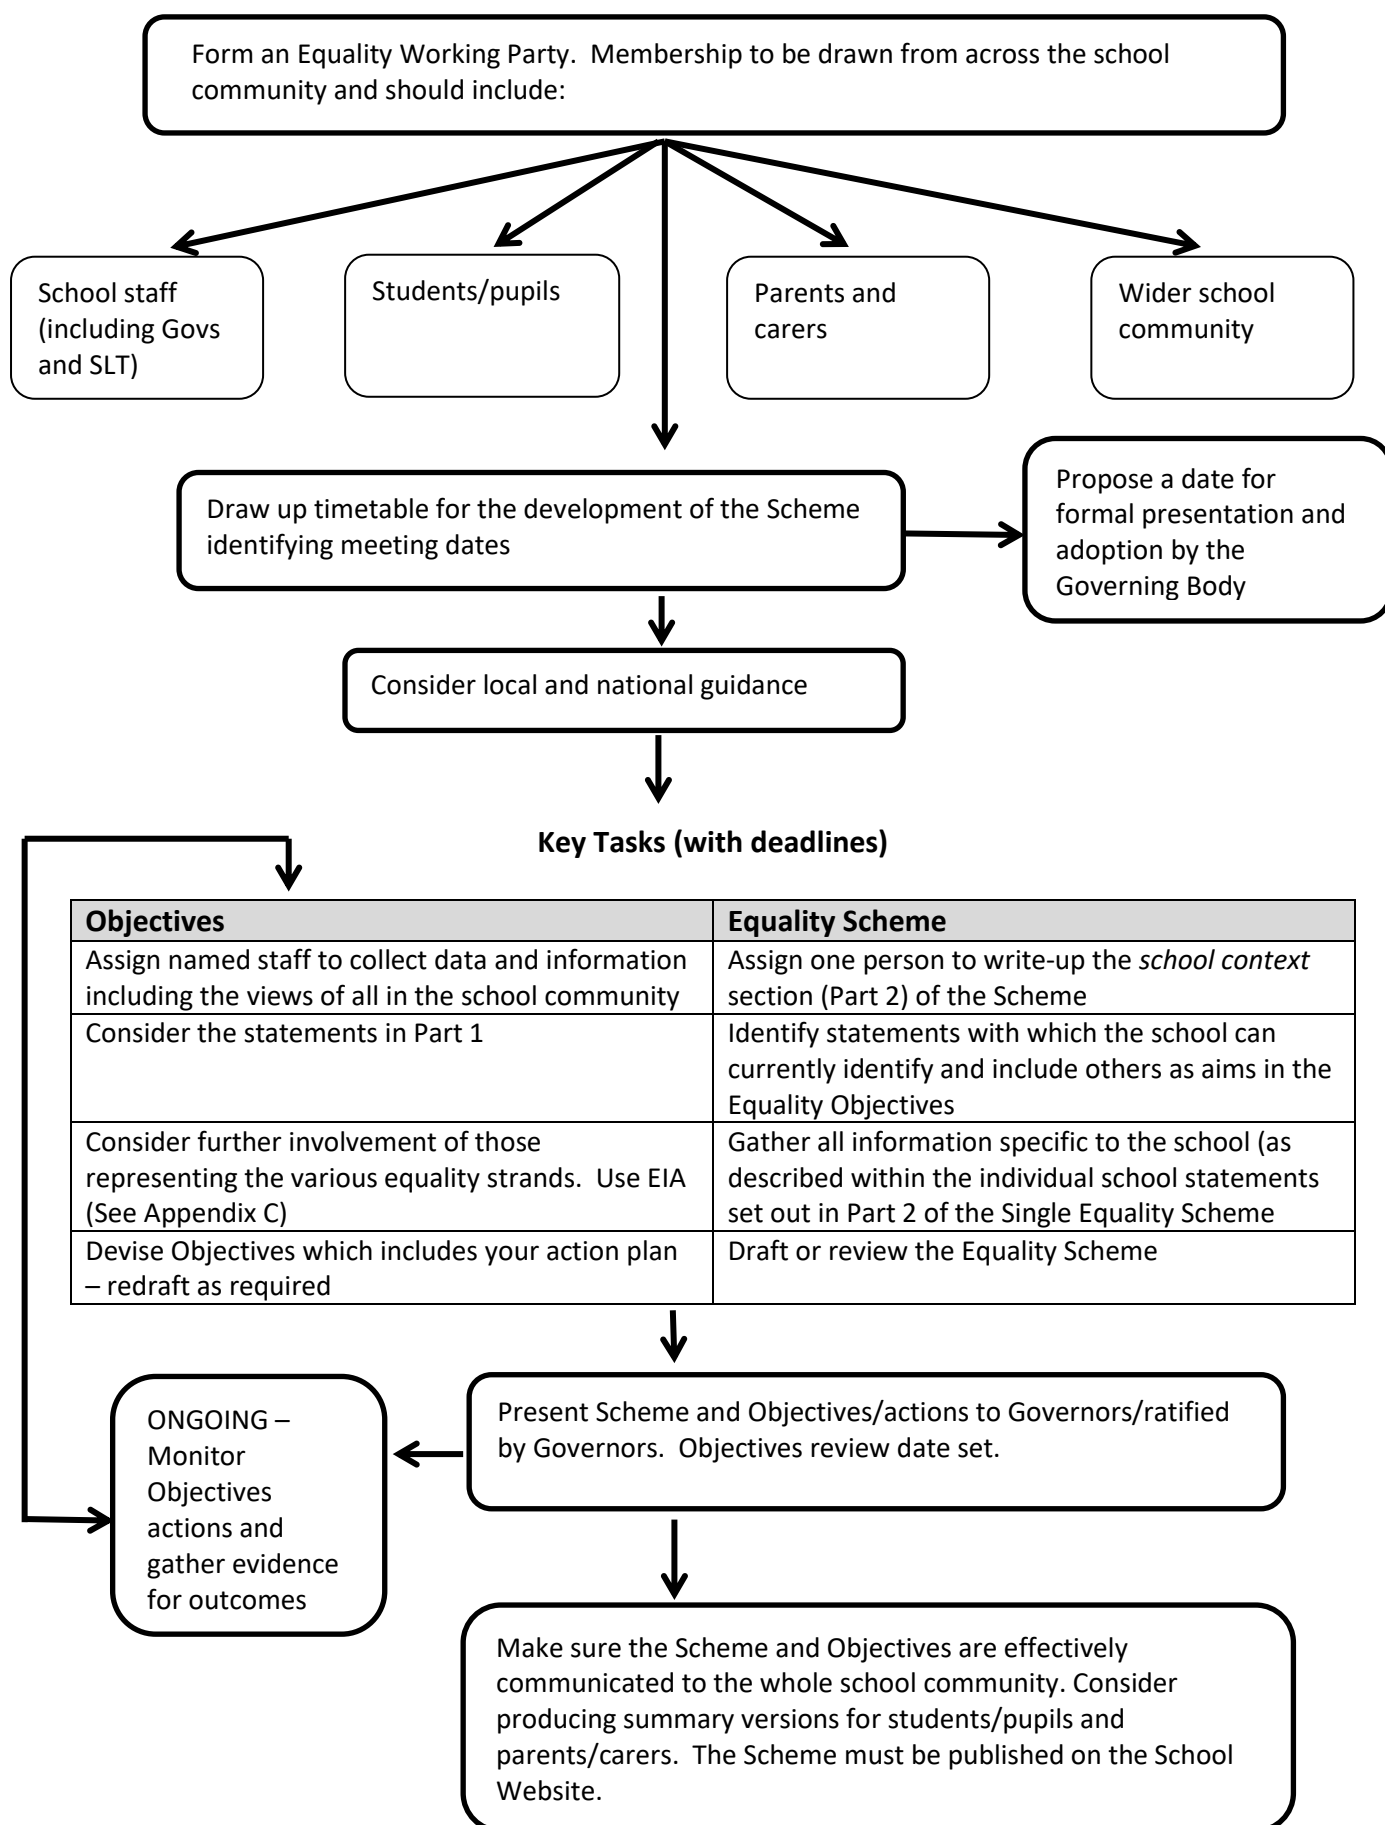 Form an Equality Working Party.  Membership to be drawn from across the school
community and should include:
School staff
(including Govs
and SLT)
Students/pupils
Parents and
carers
Wider school
community
Draw up timetable for the development of the Scheme
identifying meeting dates
Propose a date for
formal presentation and
adoption by the
Governing Body
Consider local and national guidance
Key Tasks (with deadlines)
Objectives
Equality Scheme
Assign named staff to collect data and information
including the views of all in the school community
Assign one person to write-up the school context
section (Part 2) of the Scheme
Consider the statements in Part 1
Identify statements with which the school can
currently identify and include others as aims in the
Equality Objectives
Consider further involvement of those
representing the various equality strands.  Use EIA
(See Appendix C)
Gather all information specific to the school (as
described within the individual school statements
set out in Part 2 of the Single Equality Scheme
Devise Objectives which includes your action plan
– redraft as required
Draft or review the Equality Scheme
Present Scheme and Objectives/actions to Governors/ratified
by Governors.  Objectives review date set.
ONGOING –
Monitor
Objectives
actions and
gather evidence
for outcomes
Make sure the Scheme and Objectives are effectively
communicated to the whole school community. Consider
producing summary versions for students/pupils and
parents/carers.  The Scheme must be published on the School
Website.